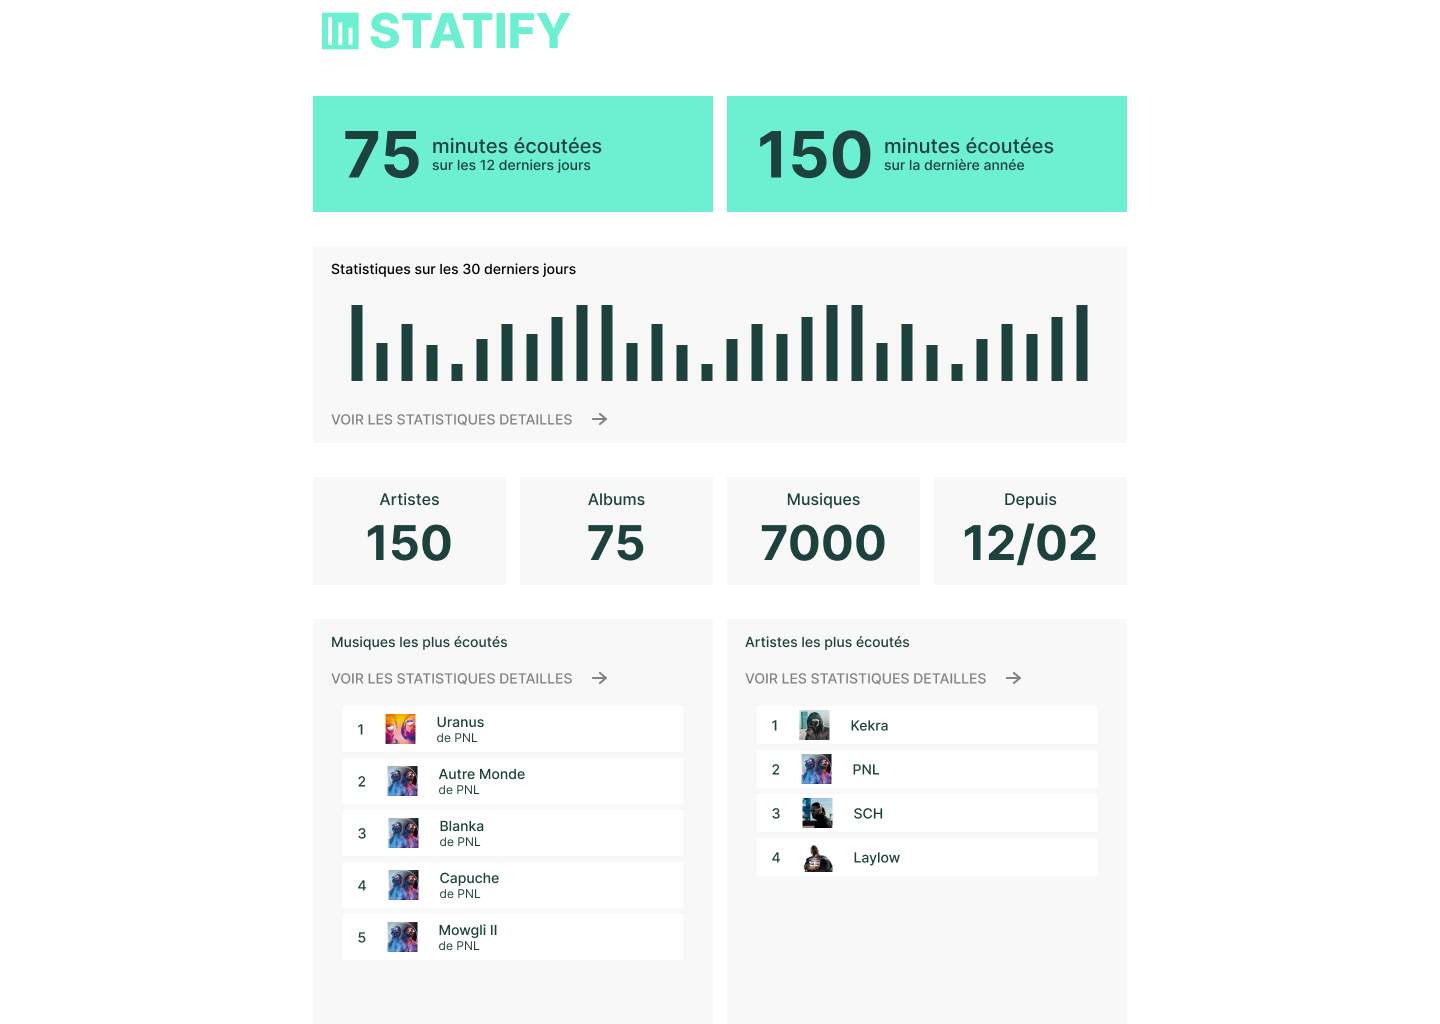 STATIFY
75 minutes écoutées
sur les 12 derniers jours
150 minutes écoutées
sur la dernière année
Statistiques sur les 30 derniers jours
VOIR LES STATISTIQUES DETAILLES
Artistes
150
Albums
75
Musiques
7000
Depuis
12/02
Musiques les plus écoutés
VOIR LES STATISTIQUES DETAILLES
1 Uranus
de PNL
2 Autre Monde
de PNL
3 Blanka
de PNL
4 Capuche
de PNL
5 Mowgli II
de PNL
Artistes les plus écoutés
VOIR LES STATISTIQUES DETAILLES
1 Kekra
2 PNL
3 SCH
4 Laylow